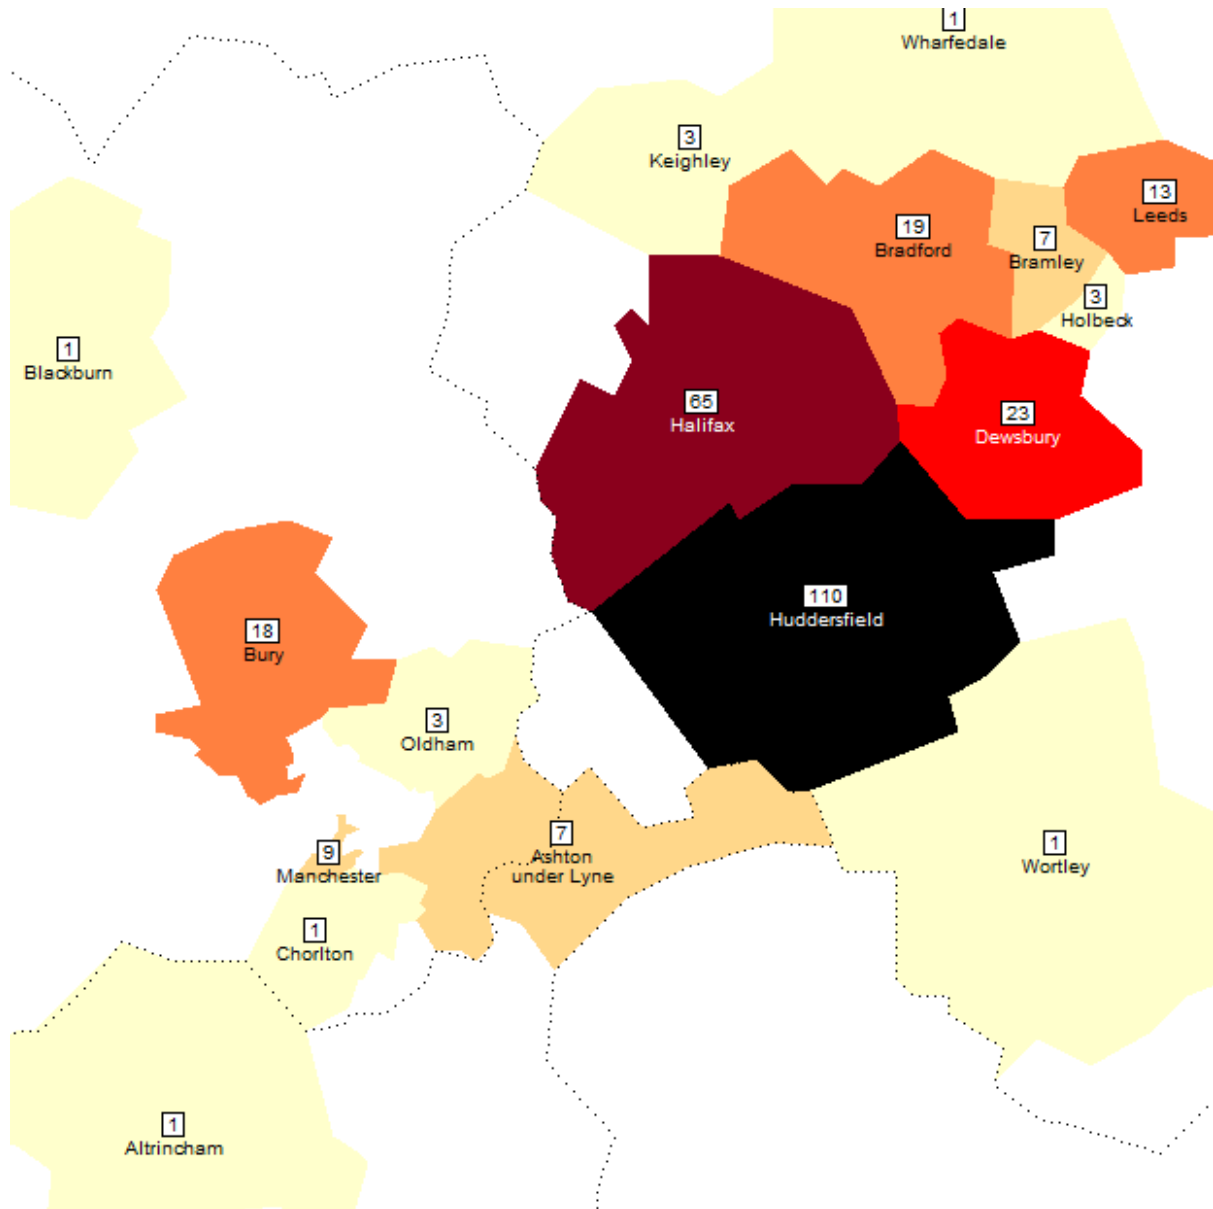 1
Wharfedale
3
Keighley
13
Leeds
19
Bradford
7
Bramley
3
Holbeck
1
Blackburn
65
Halifax
23
Dewsbury
110
Huddersfield
18
Bury
3
Oldham
7
Ashton
under Lyne
9
Manchester
1
Wortley
1
Chorlton
1
Altrincham